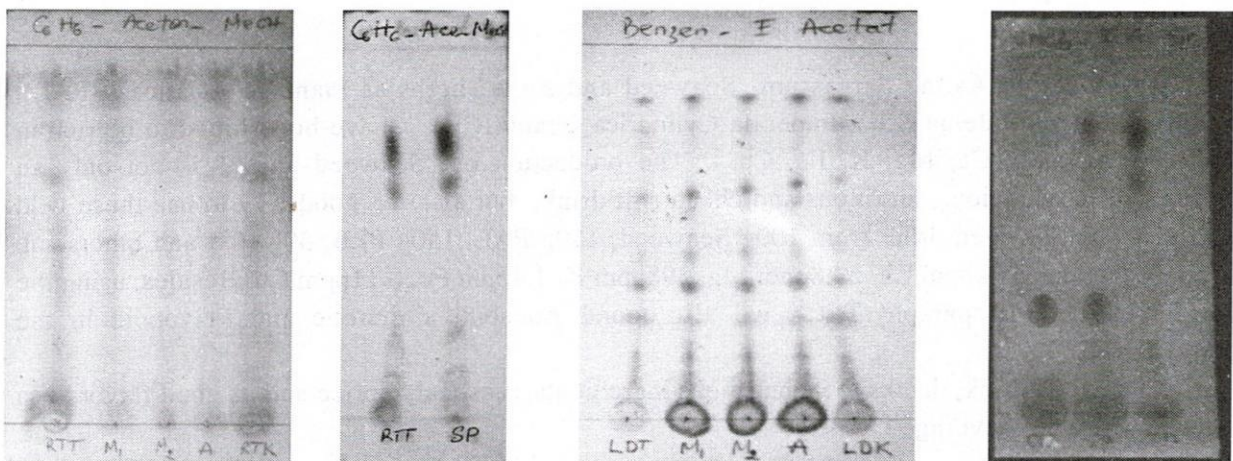 C6H6 - Aceton - MeOH
RTT M1 M2 A RTK
C6H6 - Ace - MeOH
RTT SP
Benzen - E Acetat
LDT M1 M2 A LDK